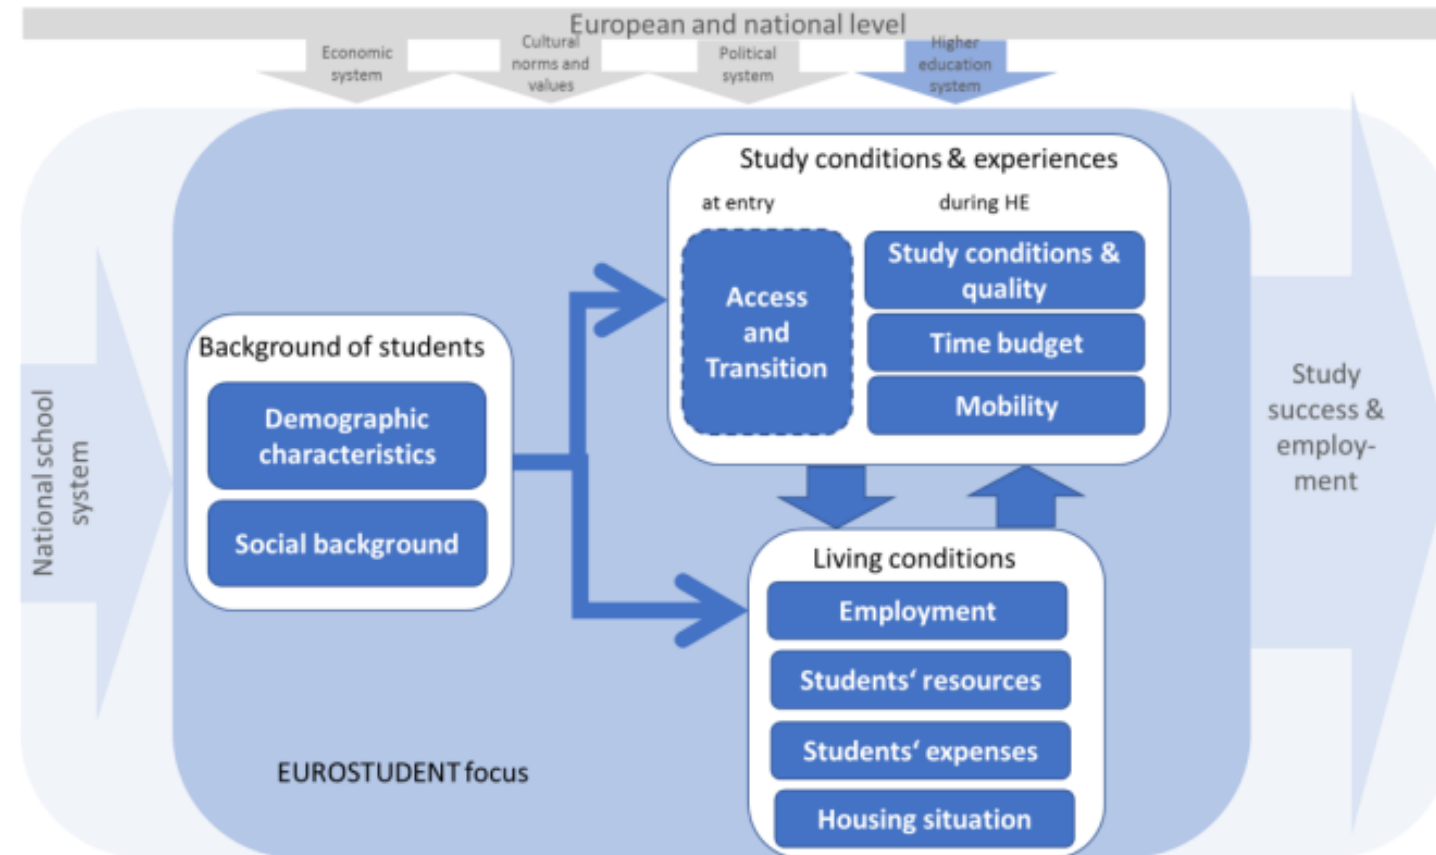 European and national level
Economic
system
Cultural
norms and
values
Political
system
Higher
education
system
National school
system
Background of students
Demographic
characteristics
Social background
Study conditions & experiences
at entry
during HE
Access
and
Transition
Study conditions &
quality
Time budget
Mobility
Living conditions
Employment
Students‘ resources
Students‘ expenses
Housing situation
EUROSTUDENT focus
Study
success &
employ-
ment